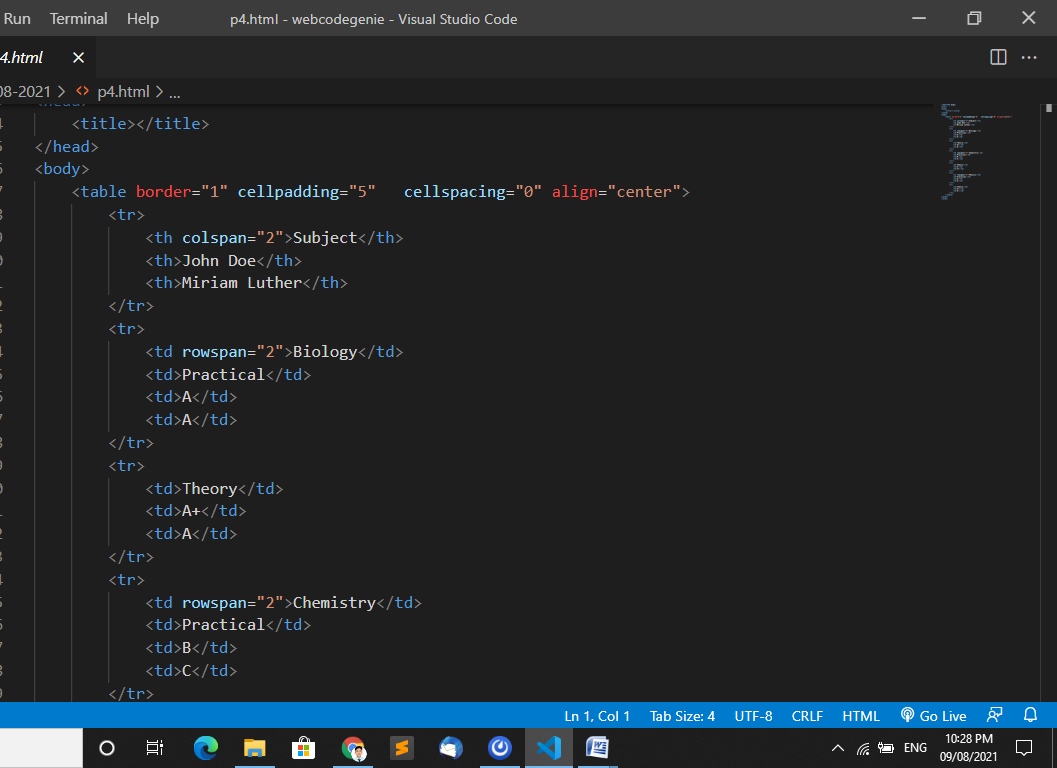 Run Terminal Help p4.html - webcodegenie - Visual Studio Code
4.html
08-2021 > <> p4.html > ...
<title></title>
</head>
<body>
<table border="1" cellpadding="5"   cellspacing="0" align="center">
<tr>
<th colspan="2">Subject</th>
<th>John Doe</th>
<th>Miriam Luther</th>
</tr>
<tr>
<td rowspan="2">Biology</td>
<td>Practical</td>
<td>A</td>
<td>A</td>
</tr>
<tr>
<td>Theory</td>
<td>A+</td>
<td>A</td>
</tr>
<tr>
<td rowspan="2">Chemistry</td>
<td>Practical</td>
<td>B</td>
<td>C</td>
</tr>
Ln 1, Col 1 Tab Size: 4 UTF-8 CRLF HTML Go Live
ENG 10:28 PM
09/08/2021